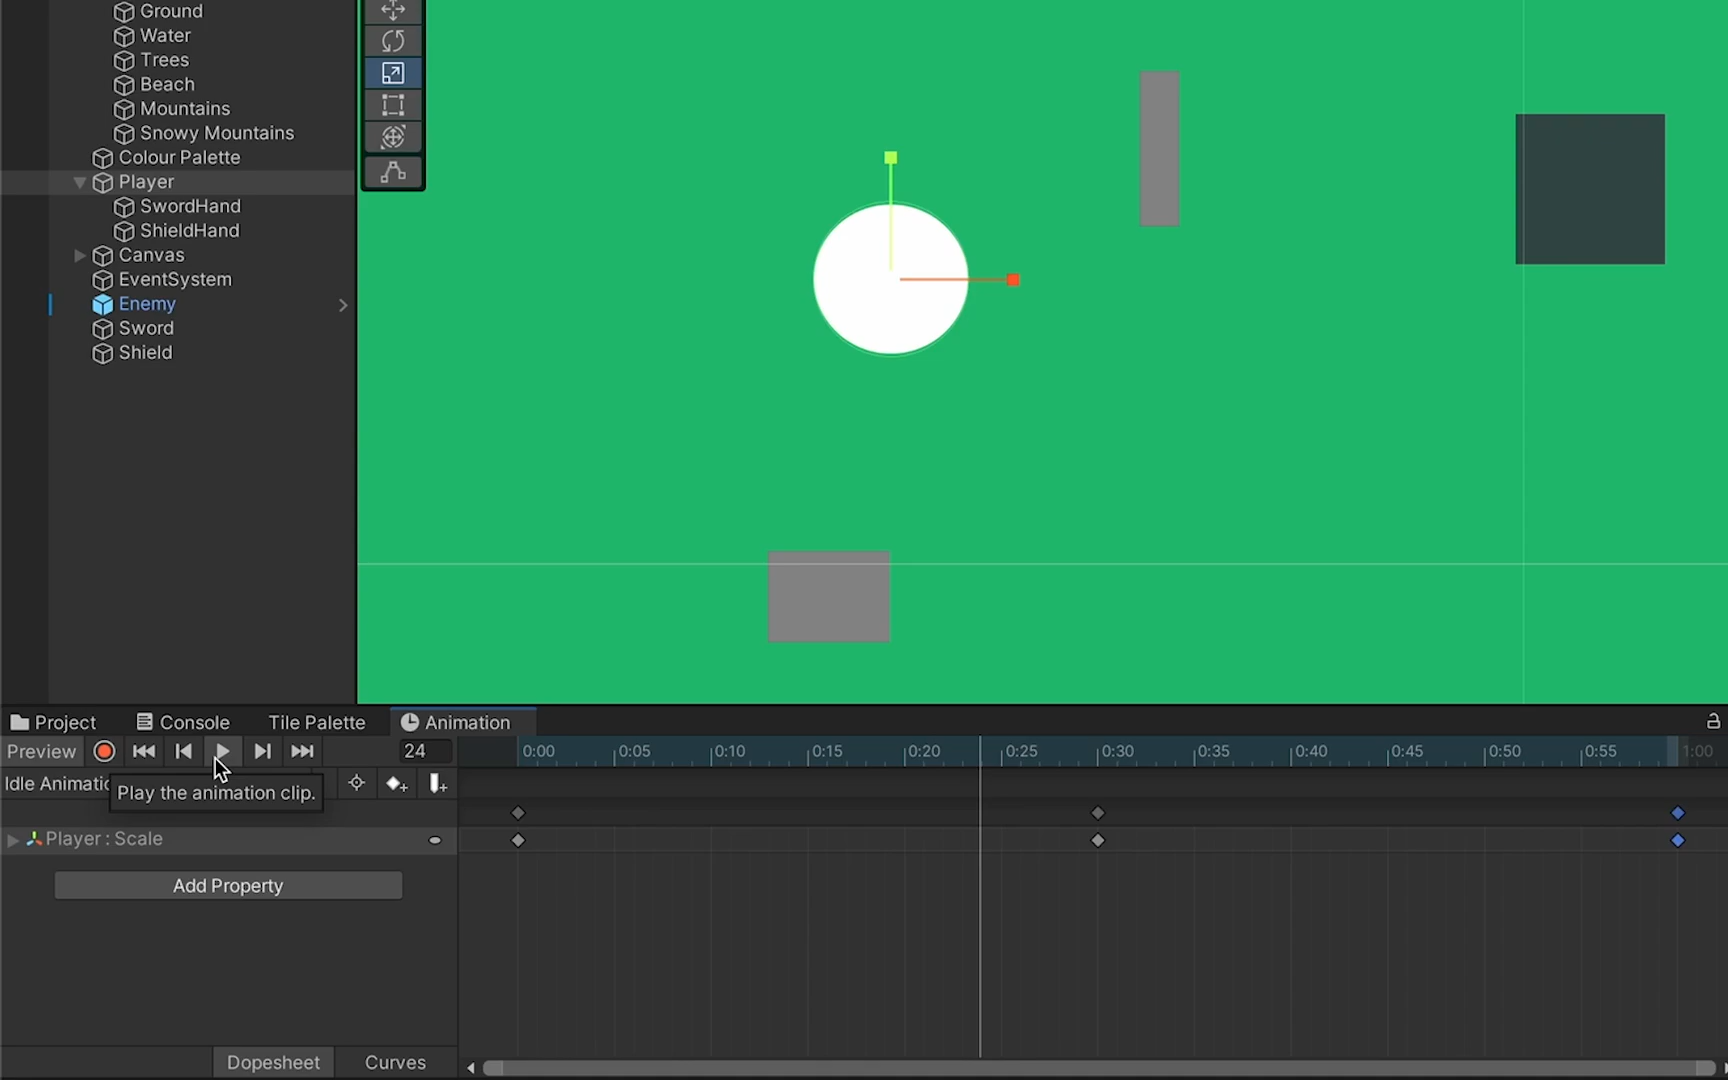 Ground
Water
Trees
Beach
Mountains
Snowy Mountains
Colour Palette
Player
SwordHand
ShieldHand
Canvas
EventSystem
Enemy
Sword
Shield
Project
Console
Tile Palette
Animation
Preview
24
0:00
0:05
0:10
0:15
0:20
0:25
0:30
0:35
0:40
0:45
0:50
0:55
1:00
Idle Animatio
Play the animation clip.
Player : Scale
Add Property
Dopesheet
Curves